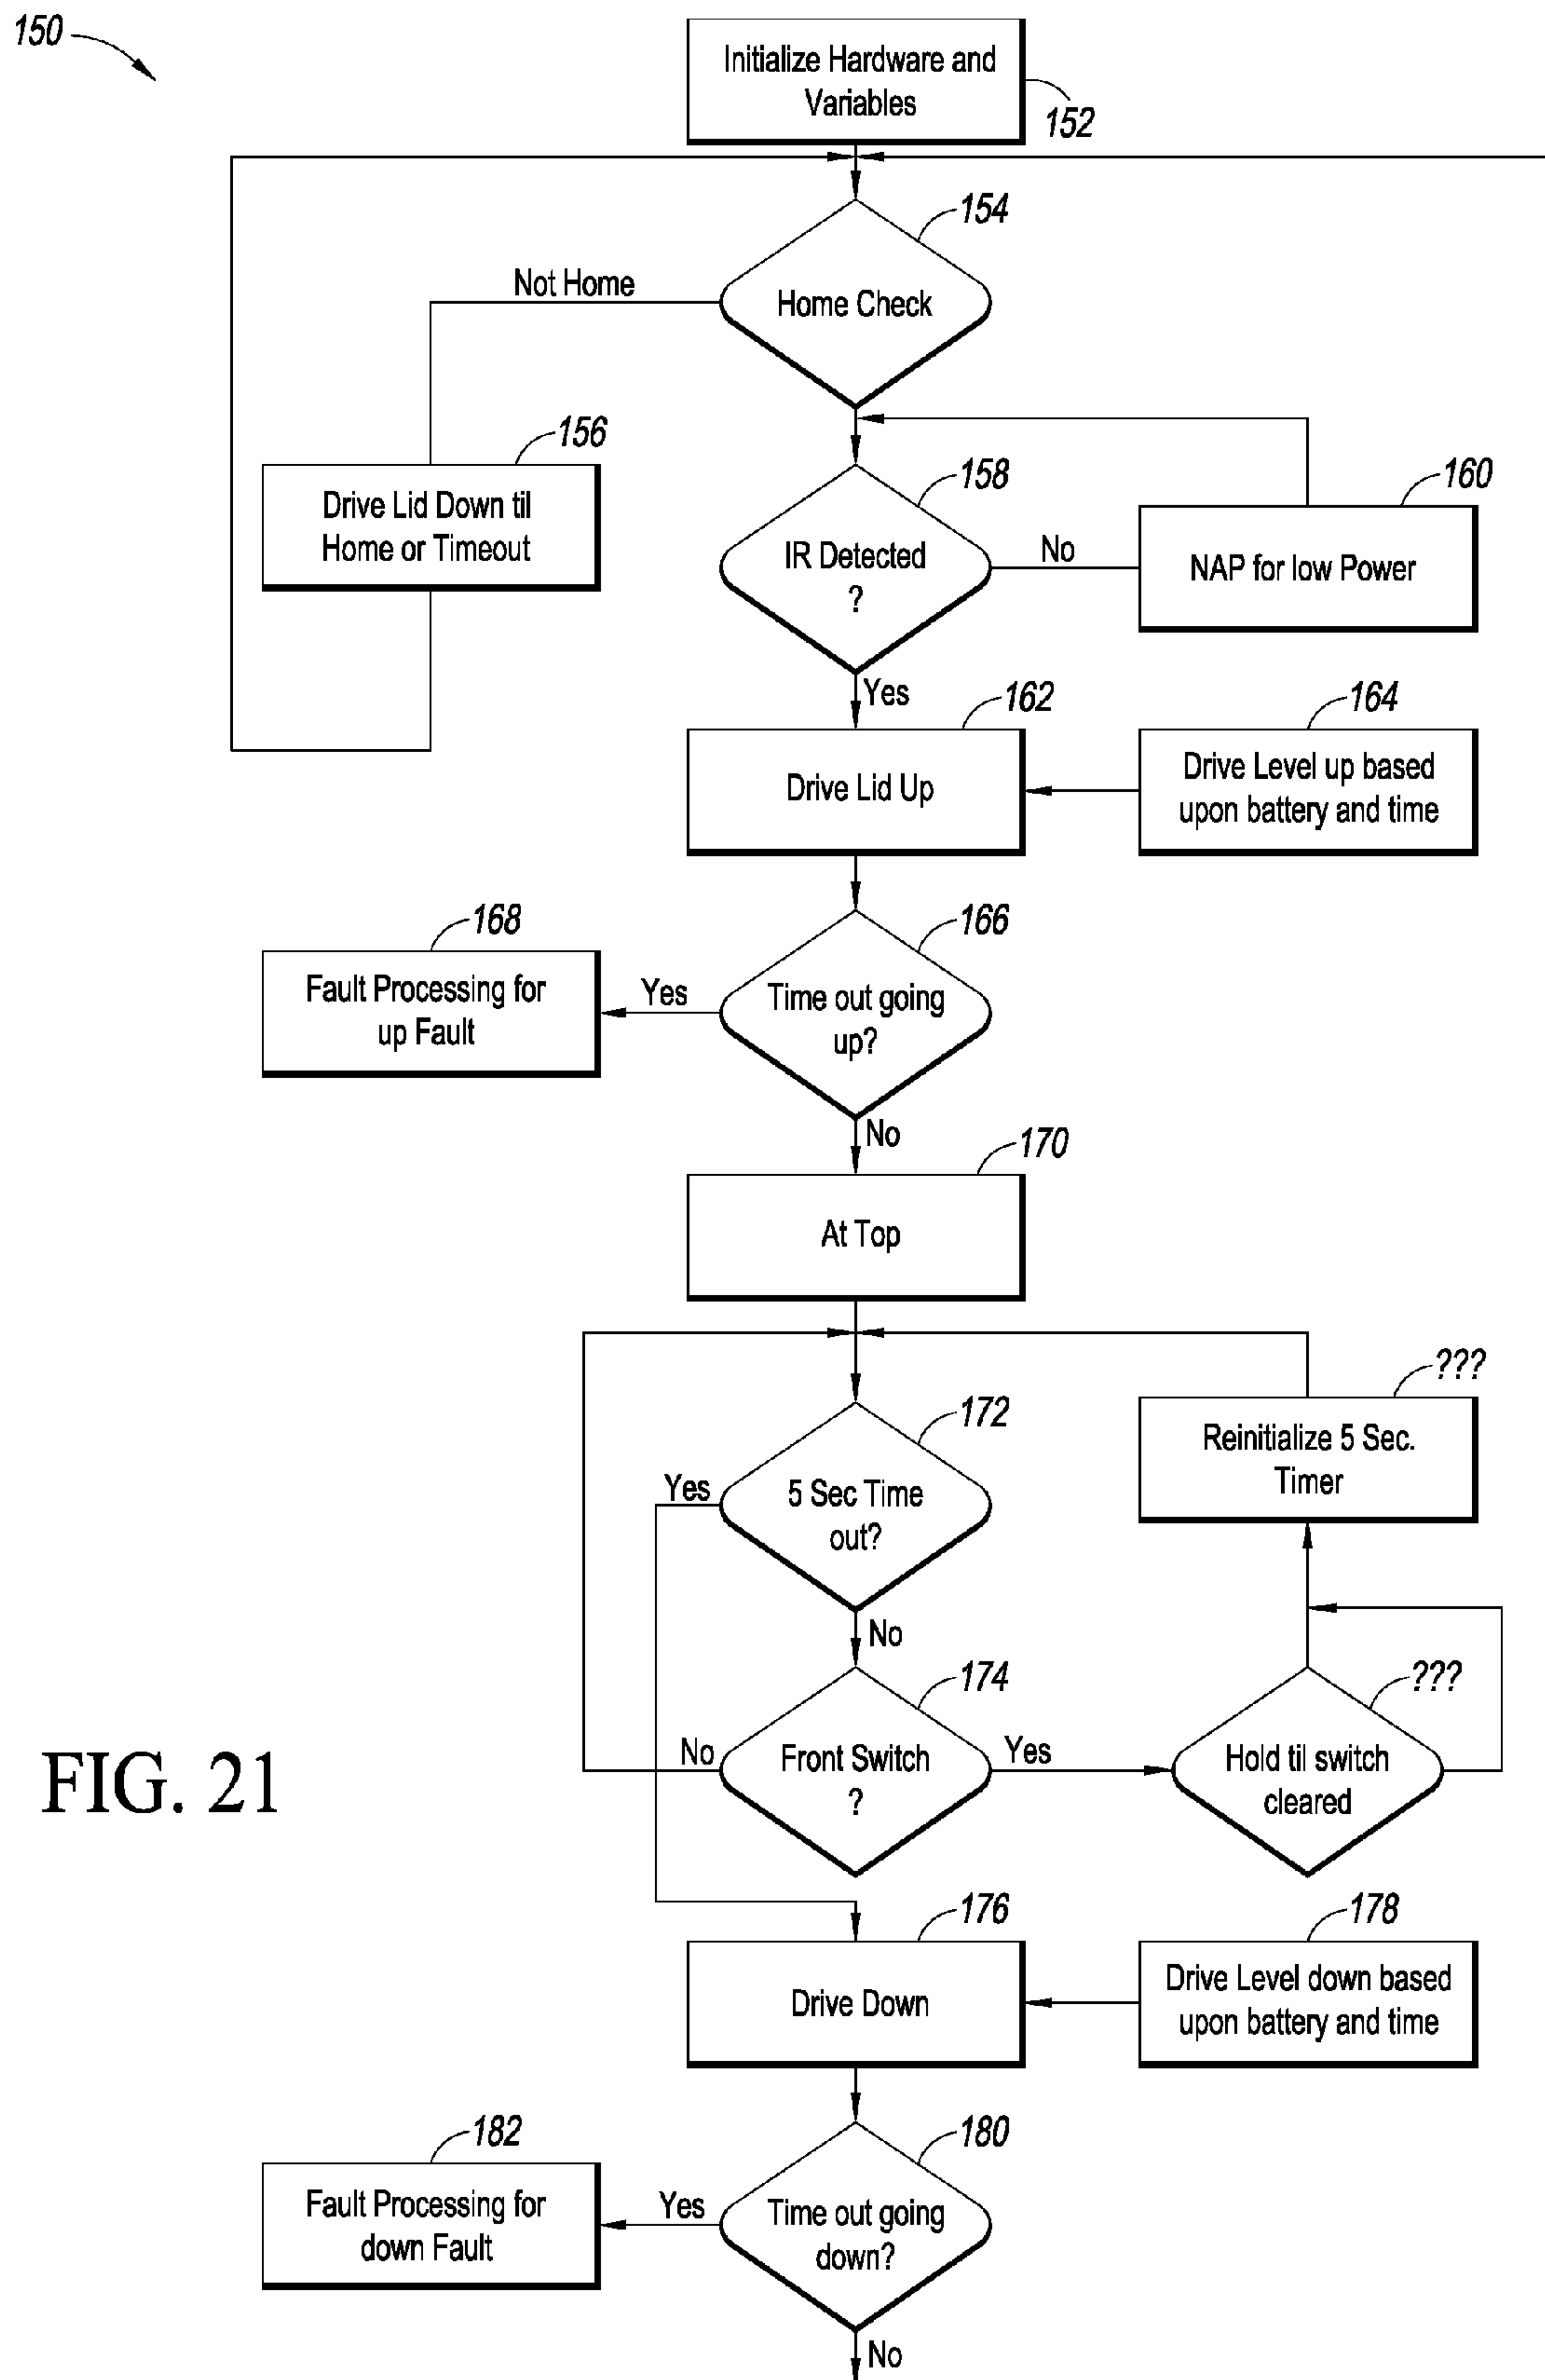 150
Initialize Hardware and
Variables
152
154
Not Home
Home Check
156
Drive Lid Down til
Home or Timeout
158
IR Detected
?
No
160
NAP for low Power
Yes
162
Drive Lid Up
164
Drive Level up based
upon battery and time
168
Fault Processing for
up Fault
Yes
166
Time out going
up?
No
170
At Top
172
Yes
5 Sec Time
out?
???
Reinitialize 5 Sec.
Timer
No
174
No
Front Switch
?
Yes
???
Hold til switch
cleared
FIG. 21
176
Drive Down
178
Drive Level down based
upon battery and time
182
Fault Processing for
down Fault
Yes
180
Time out going
down?
No